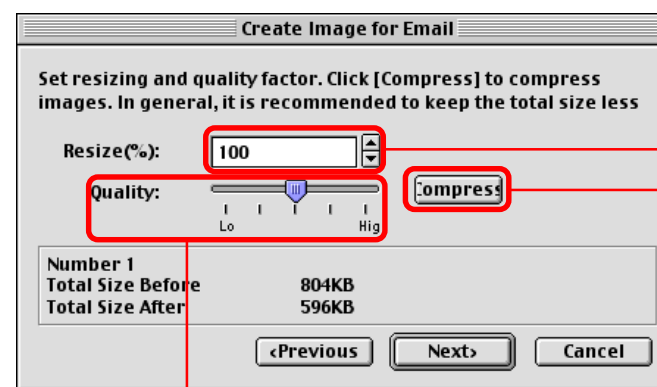 Create Image for Email
Set resizing and quality factor. Click [Compress] to compress
images. In general, it is recommended to keep the total size less
Resize(%): 100
Quality: ompress
Lo Hig
Number 1
Total Size Before 804KB
Total Size After 596KB
‹Previous Next› Cancel